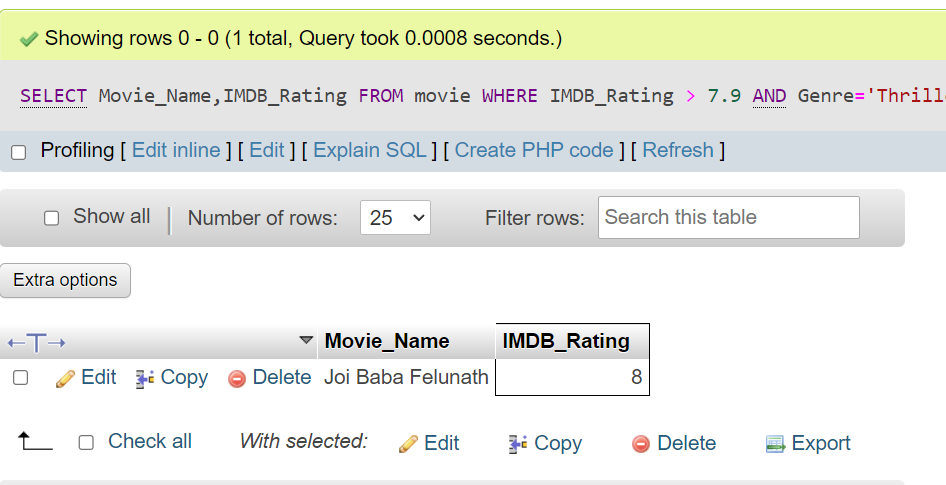 Showing rows 0 - 0 (1 total, Query took 0.0008 seconds.)
SELECT Movie_Name,IMDB_Rating FROM movie WHERE IMDB_Rating > 7.9 AND Genre='Thrill
Profiling [ Edit inline ] [ Edit ] [ Explain SQL ] [ Create PHP code ] [ Refresh ]
Show all | Number of rows: 25 Filter rows: Search this table
Extra options
←T→ Movie_Name IMDB_Rating
Edit Copy Delete Joi Baba Felunath 8
Check all With selected: Edit Copy Delete Export